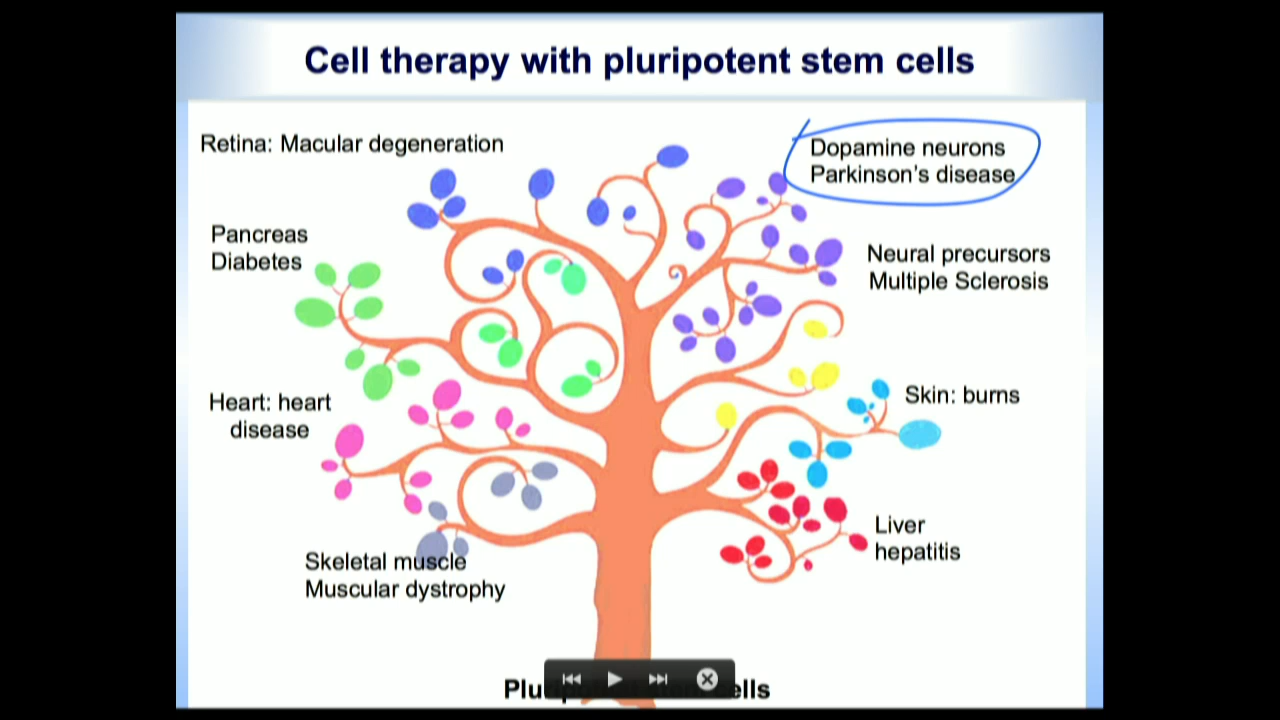 Cell therapy with pluripotent stem cells
Retina: Macular degeneration
Dopamine neurons
Parkinson's disease
Pancreas
Diabetes
Neural precursors
Multiple Sclerosis
Heart: heart
disease
Skin: burns
Liver
hepatitis
Skeletal muscle
Muscular dystrophy